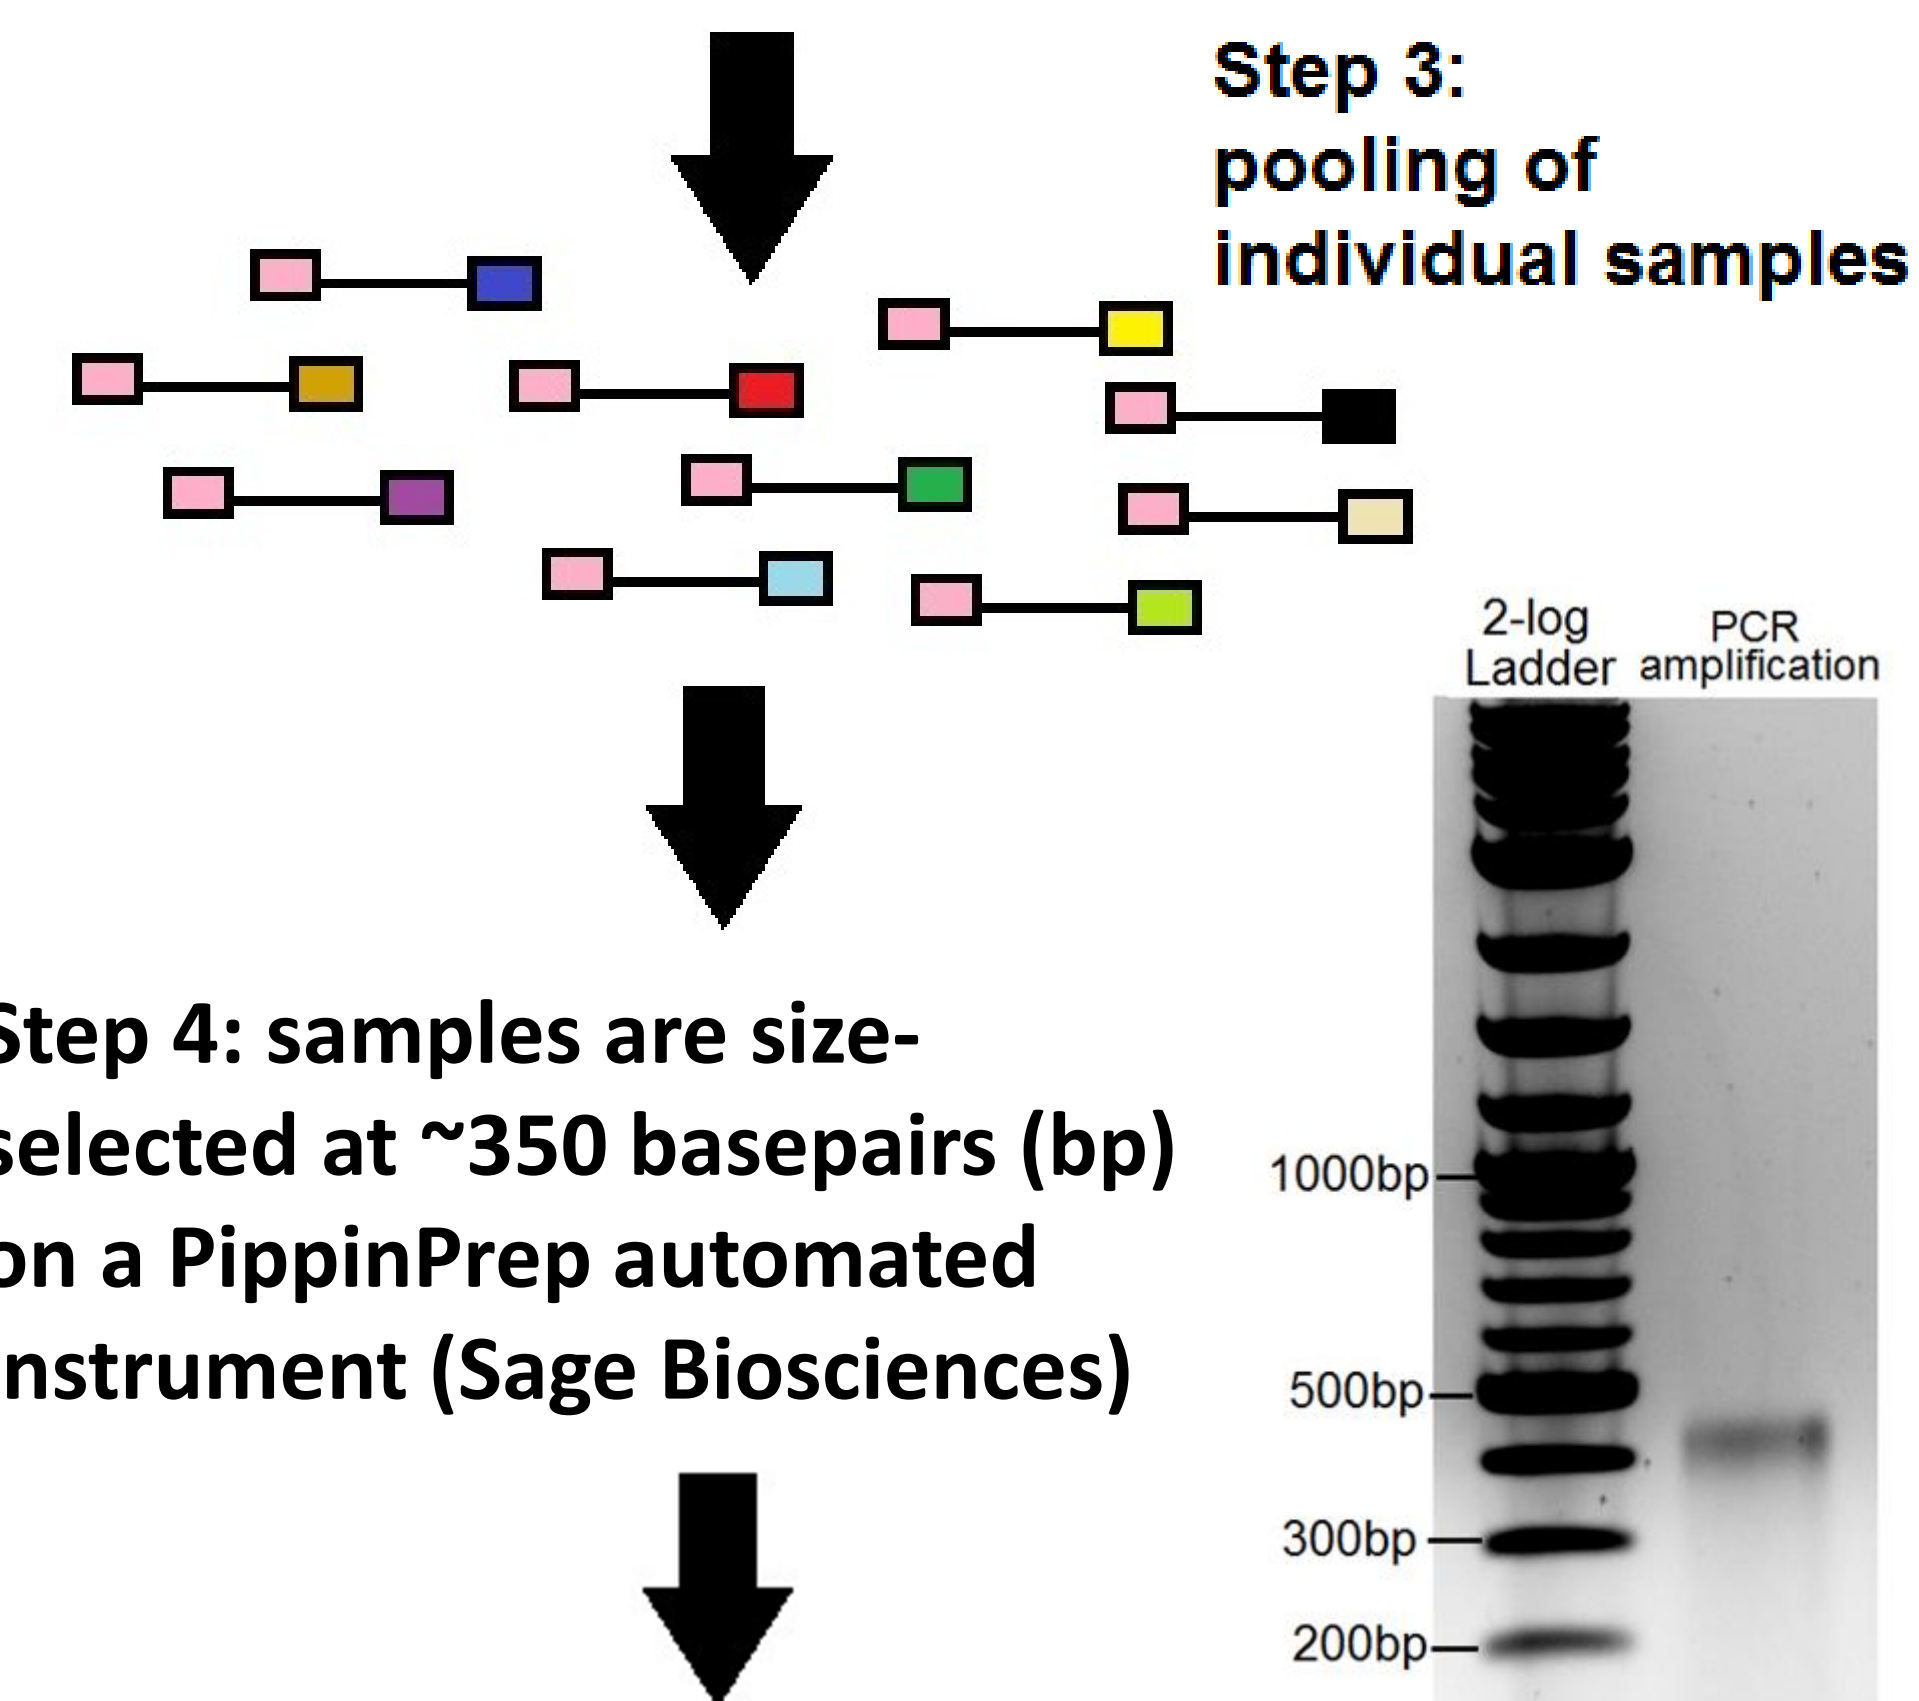 Step 3:
pooling of
individual samples
2-log
Ladder
PCR
amplification
Step 4: samples are size-
selected at ~350 basepairs (bp)
on a PippinPrep automated
nstrument (Sage Biosciences)
1000bp
500bp
300bp
200bp